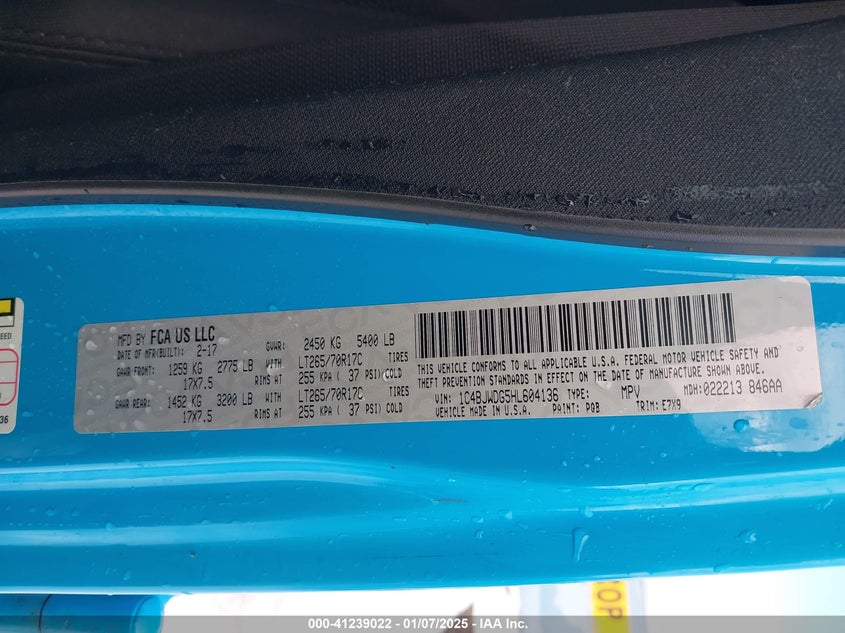 MFD BY FCA US LLC
DATE OF MFR(BUILT): 2-17 GVWR: 2450 KG 5400 LB
GAWR FRONT: 1259 KG 2775 LB WITH LT265/70R17C TIRES
17X7.5 RIMS AT 255 KPA ( 37 PSI) COLD
GAWR REAR: 1452 KG 3200 LB WITH LT265/70R17C TIRES
17X7.5 RIMS AT 255 KPA ( 37 PSI) COLD
THIS VEHICLE CONFORMS TO ALL APPLICABLE U.S.A. FEDERAL MOTOR VEHICLE SAFETY AND
THEFT PREVENTION STANDARDS IN EFFECT ON THE DATE OF MANUFACTURE SHOWN ABOVE.
VIN: 1C4BJWDG5HL604136 TYPE: MPV MDH: 022213 846AA
VEHICLE MADE IN U.S.A. PAINT: PQB TRIM: E7X9
EED
36
OP
000-41239022 — 01/07/2025 — IAA Inc.